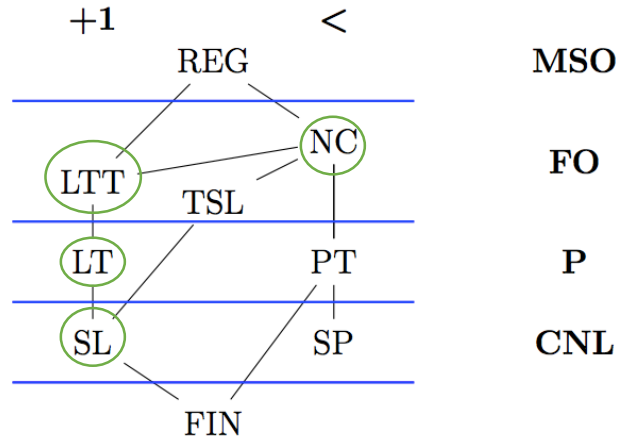 +1 <
REG MSO
NC FO
LTT
TSL
LT PT P
SL SP CNL
FIN